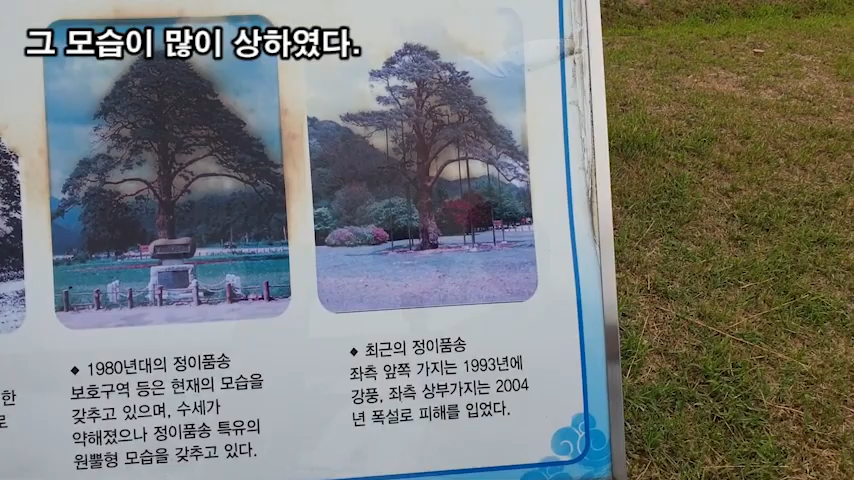 그 모습이 많이 상하였다.
한
로
◆ 1980년대의 정이품송
보호구역 등은 현재의 모습을
갖추고 있으며, 수세가
약해졌으나 정이품송 특유의
원뿔형 모습을 갖추고 있다.
◆ 최근의 정이품송
좌측 앞쪽 가지는 1993년에
강풍, 좌측 상부가지는 2004
년 폭설로 피해를 입었다.